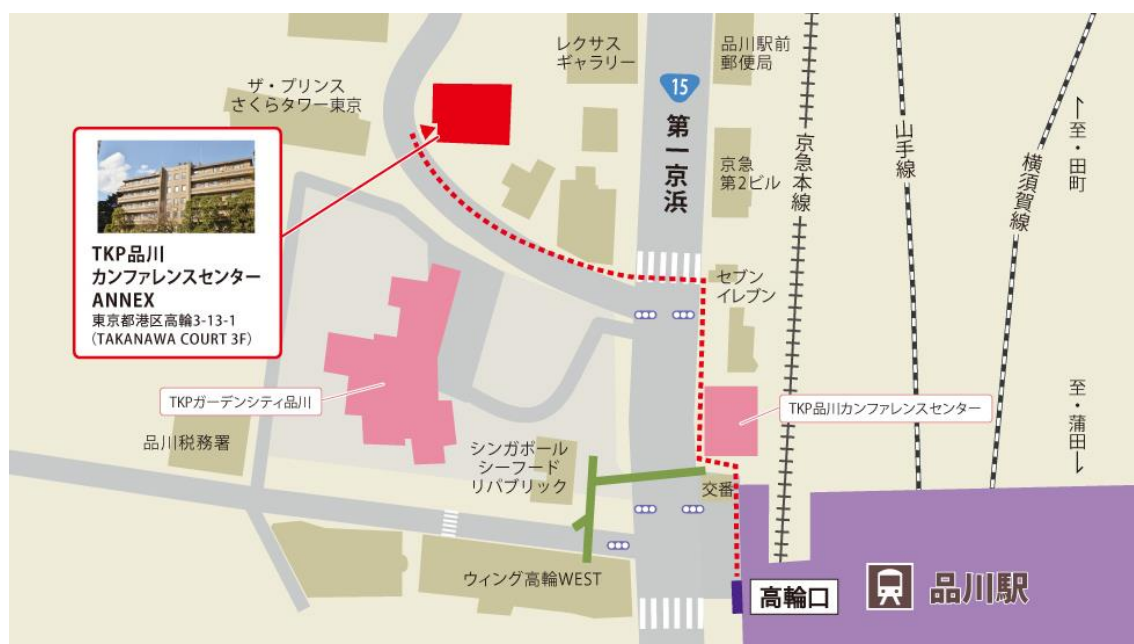 レクサス
ギャラリー
品川駅前
郵便局
ザ・プリンス
さくらタワー東京
15
第一京浜
京急
第2ビル
京急本線
山手線
横須賀線
至・田町
TKP品川
カンファレンスセンター
ANNEX
東京都港区高輪3-13-1
(TAKANAWA COURT 3F)
セブン
イレブン
TKPガーデンシティ品川
TKP品川カンファレンスセンター
至・蒲田
品川税務署
シンガポール
シーフード
リパブリック
交番
ウィング高輪WEST
高輪口
品川駅